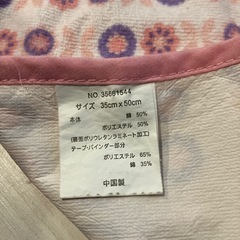 NO. 35661544
サイズ 35cm×50cm
本体 綿 50%
ポリエステル 50%
(裏面ポリウレタンラミネート加工)
テープ・バインダー部分
ポリエステル 65%
綿 35%
中国製